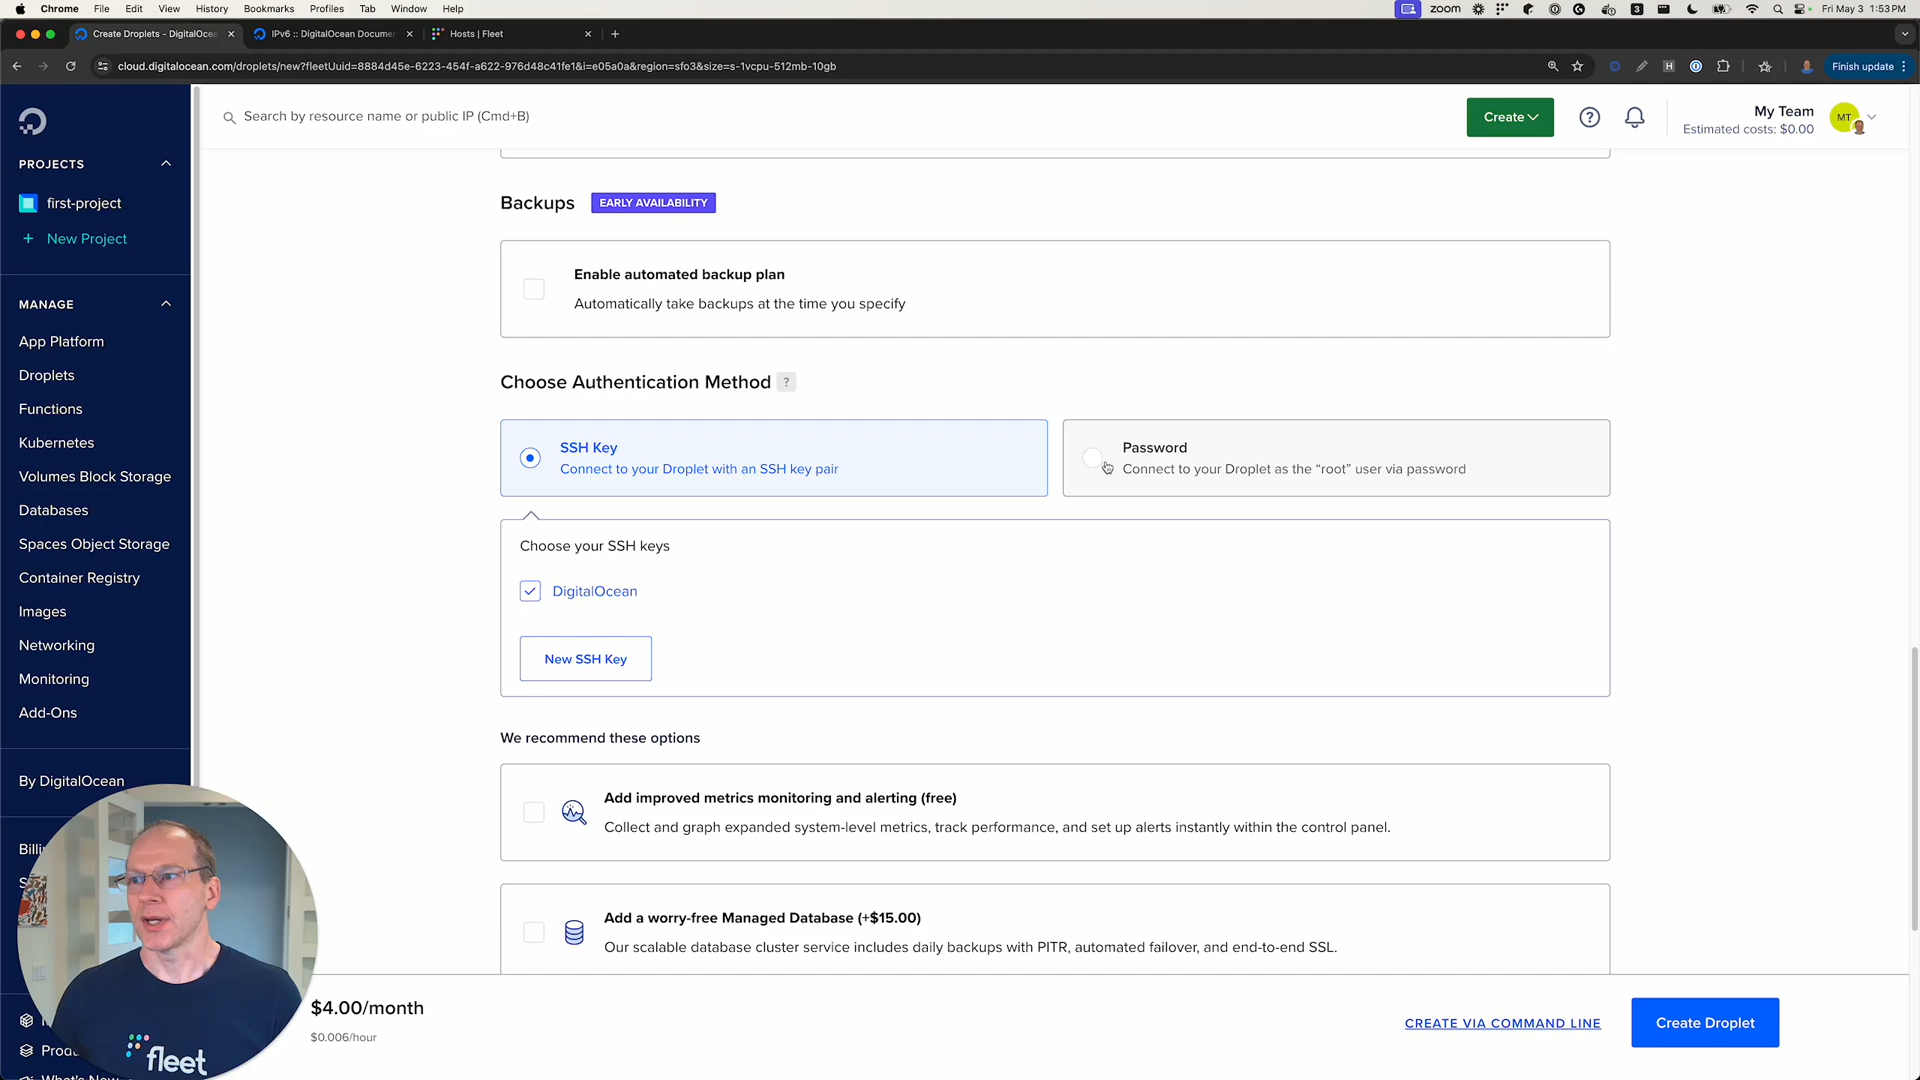 Chrome File Edit View History Bookmarks Profiles Tab Window Help
zoom 3 Fri May 3 1:53 PM
Create Droplets - DigitalOcea
IPv6 :: DigitalOcean Docume
Hosts | Fleet
cloud.digitalocean.com/droplets/new?fleetUuid=8884d45e-6223-454f-a622-976d48c41fe1&i=e05a0a&region=sfo3&size=s-1vcpu-512mb-10gb
Finish update
Search by resource name or public IP (Cmd+B)
Create
?
My Team
Estimated costs: $0.00
MT
PROJECTS
first-project
+ New Project
MANAGE
App Platform
Droplets
Functions
Kubernetes
Volumes Block Storage
Databases
Spaces Object Storage
Container Registry
Images
Networking
Monitoring
Add-Ons
By DigitalOcean
Billi
Produ
What's New
Backups EARLY AVAILABILITY
Enable automated backup plan
Automatically take backups at the time you specify
Choose Authentication Method ?
SSH Key
Connect to your Droplet with an SSH key pair
Password
Connect to your Droplet as the “root” user via password
Choose your SSH keys
DigitalOcean
New SSH Key
We recommend these options
Add improved metrics monitoring and alerting (free)
Collect and graph expanded system-level metrics, track performance, and set up alerts instantly within the control panel.
Add a worry-free Managed Database (+$15.00)
Our scalable database cluster service includes daily backups with PITR, automated failover, and end-to-end SSL.
$4.00/month
$0.006/hour
CREATE VIA COMMAND LINE
Create Droplet
fleet